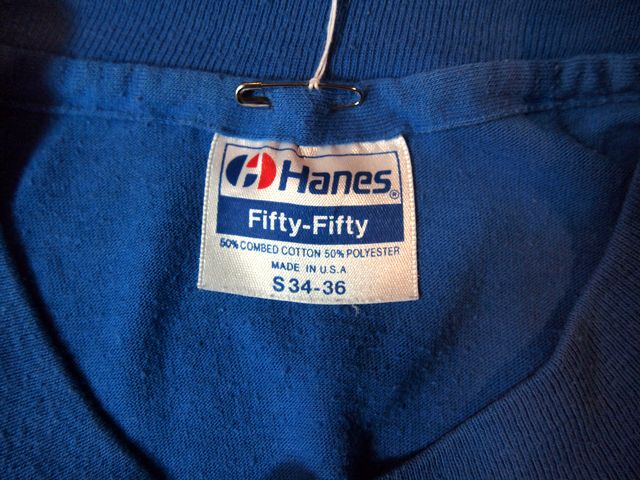 Hanes®
Fifty-Fifty
50% COMBED COTTON 50% POLYESTER
MADE IN U.S.A
S 34-36